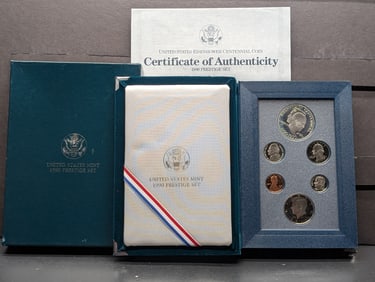 UNITED STATES EISENHOWER CENTENNIAL COIN
Certificate of Authenticity
1990 PRESTIGE SET
UNITED STATES MINT
1990 PRESTIGE SET
UNITED STATES MINT
1990 PRESTIGE SET